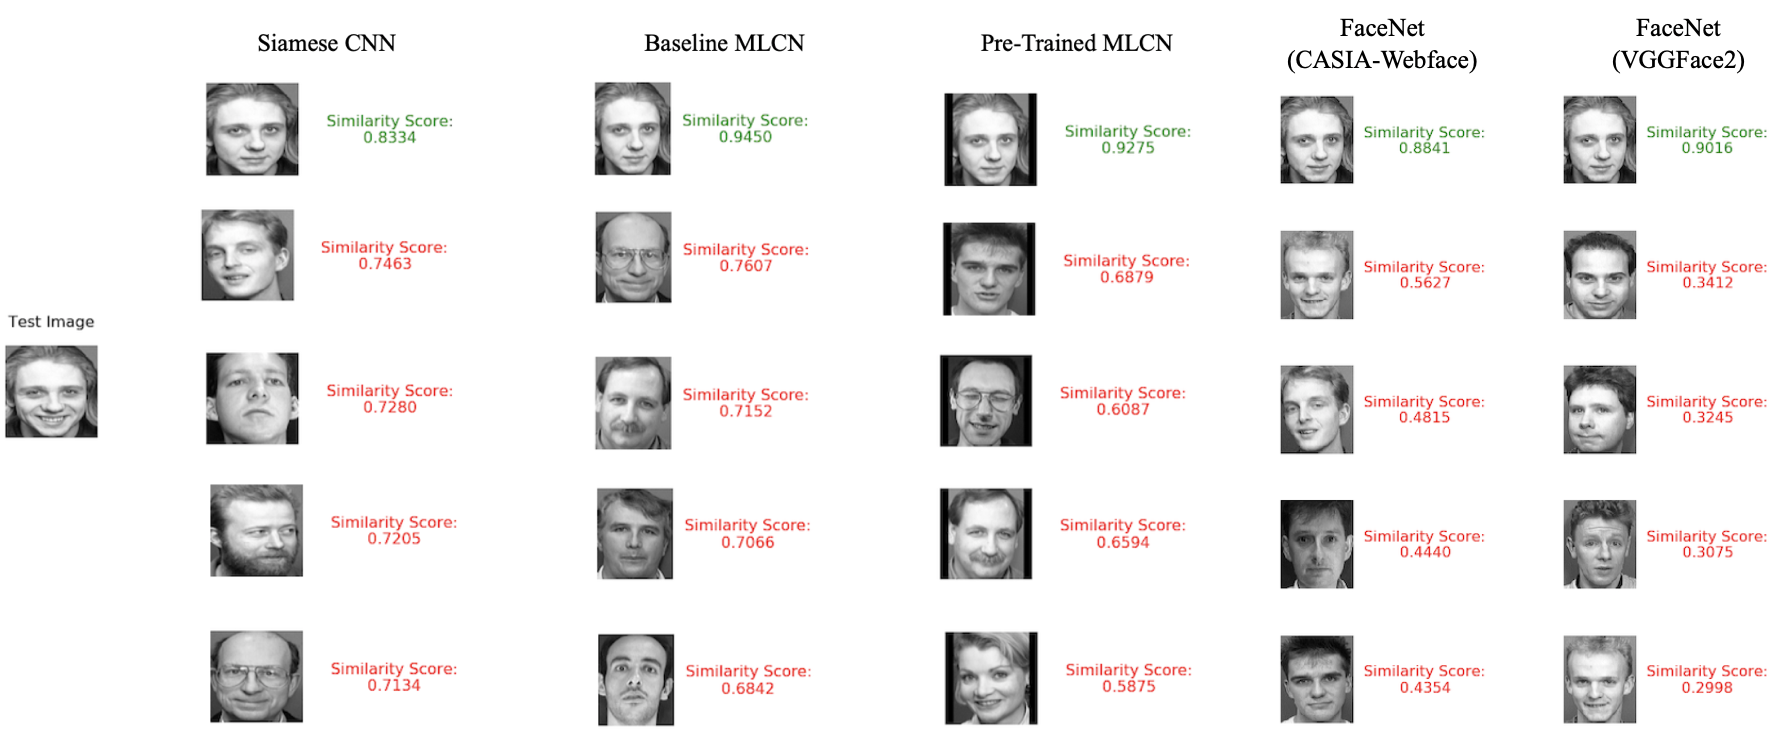 Siamese CNN
Baseline MLCN
Pre-Trained MLCN
FaceNet
(CASIA-Webface)
FaceNet
(VGGFace2)
Similarity Score:
0.8334
Similarity Score:
0.9450
Similarity Score:
0.9275
Similarity Score:
0.8841
Similarity Score:
0.9016
Similarity Score:
0.7463
Similarity Score:
0.7607
Similarity Score:
0.6879
Similarity Score:
0.5627
Similarity Score:
0.3412
Test Image
Similarity Score:
0.7280
Similarity Score:
0.7152
Similarity Score:
0.6087
Similarity Score:
0.4815
Similarity Score:
0.3245
Similarity Score:
0.7205
Similarity Score:
0.7066
Similarity Score:
0.6594
Similarity Score:
0.4440
Similarity Score:
0.3075
Similarity Score:
0.7134
Similarity Score:
0.6842
Similarity Score:
0.5875
Similarity Score:
0.4354
Similarity Score:
0.2998